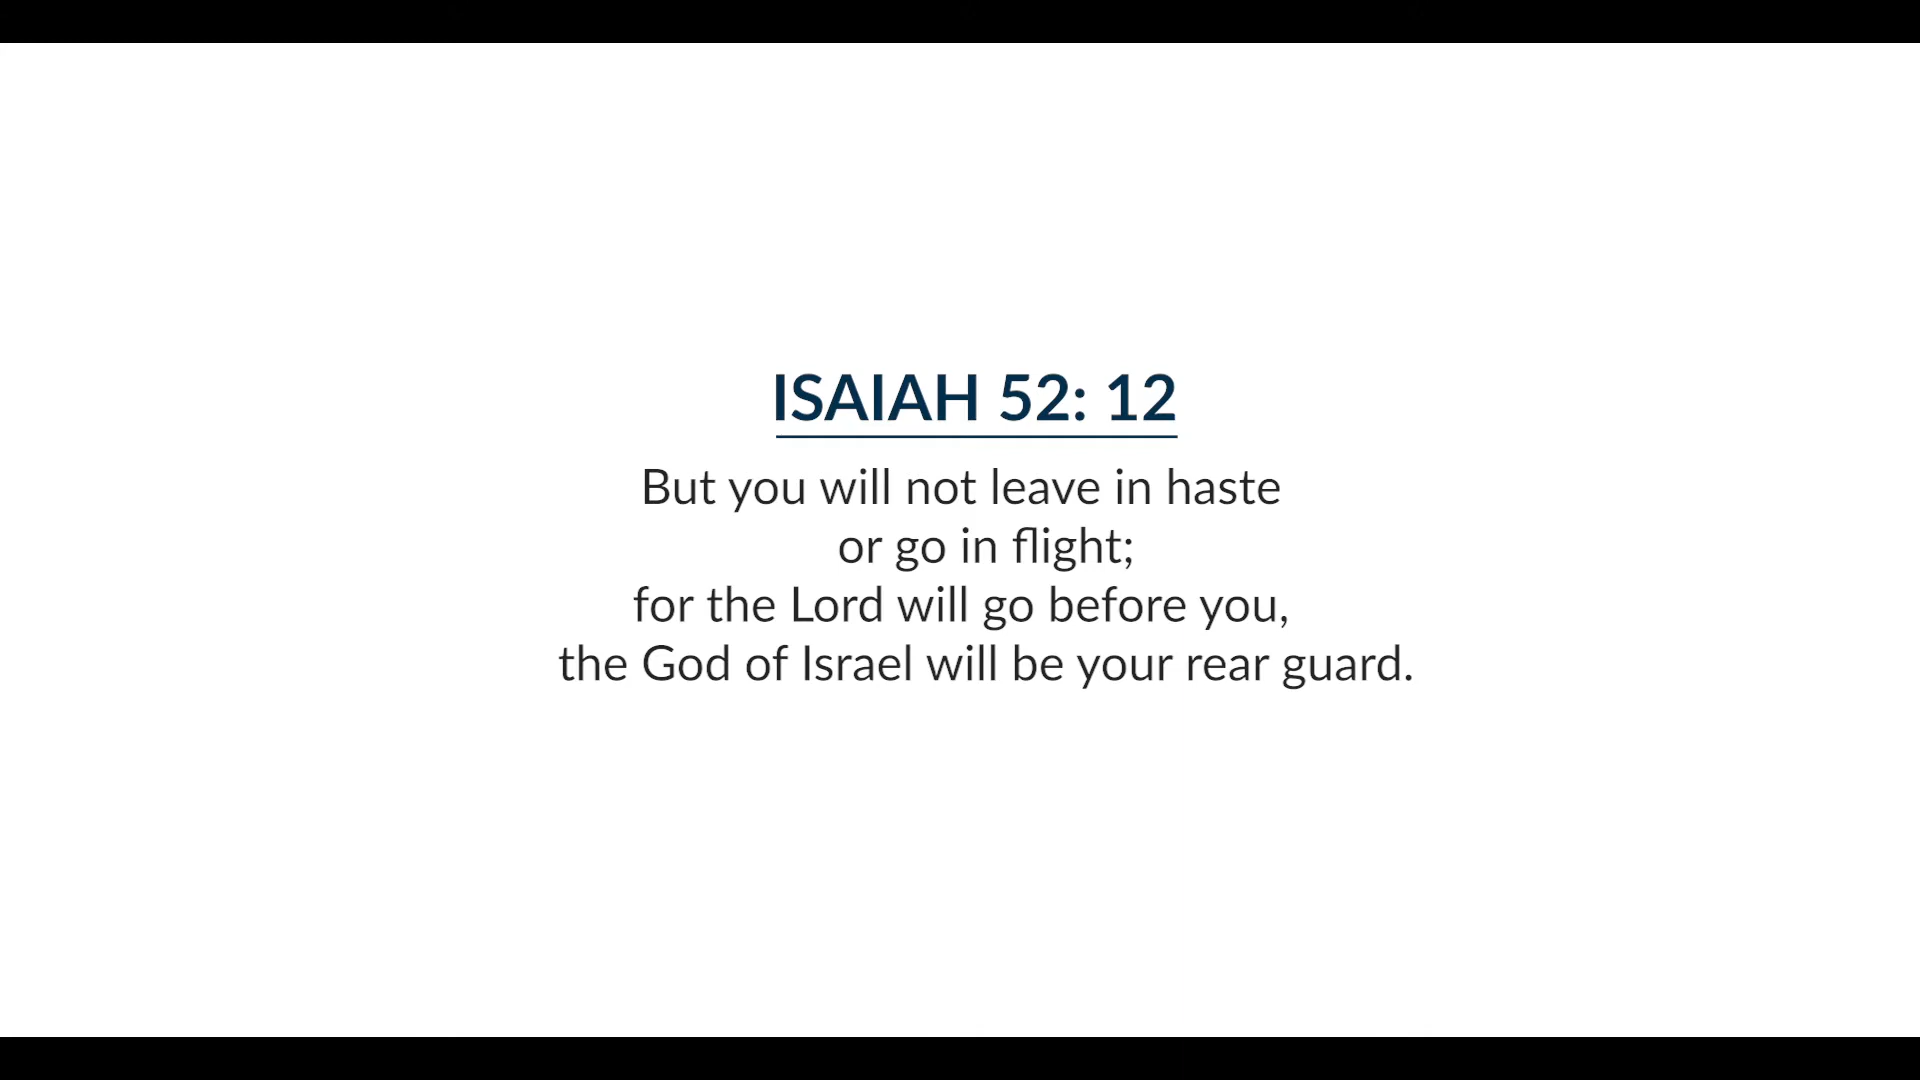 ISAIAH 52: 12
But you will not leave in haste
or go in flight;
for the Lord will go before you,
the God of Israel will be your rear guard.